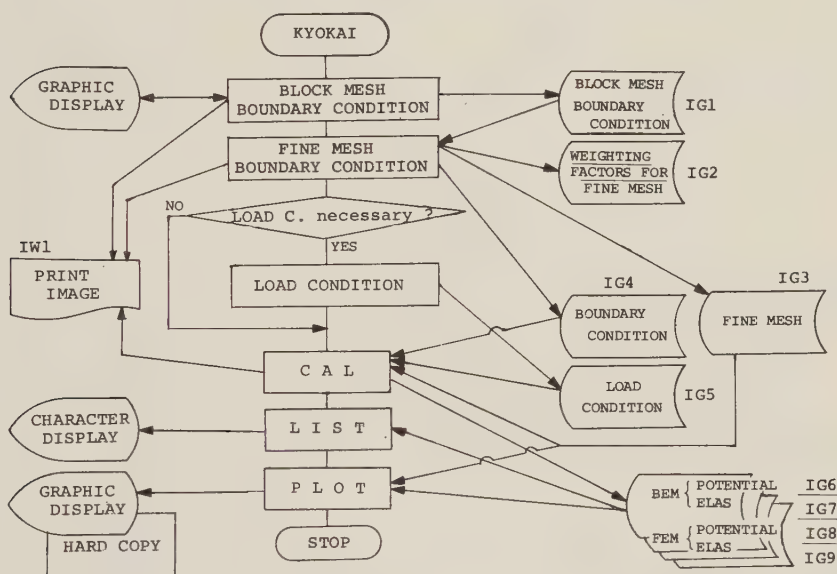 KYOKAI
GRAPHIC
DISPLAY
BLOCK MESH
BOUNDARY CONDITION
BLOCK MESH
BOUNDARY
CONDITION
IG1
FINE MESH
BOUNDARY CONDITION
WEIGHTING
FACTORS FOR
FINE MESH
IG2
NO
LOAD C. necessary ?
YES
IW1
PRINT
IMAGE
LOAD CONDITION
IG4
BOUNDARY
CONDITION
IG3
FINE MESH
C A L
LOAD
CONDITION
IG5
CHARACTER
DISPLAY
L I S T
GRAPHIC
DISPLAY
HARD COPY
P L O T
STOP
BEM { POTENTIAL
ELAS
FEM { POTENTIAL
ELAS
IG6
IG7
IG8
IG9